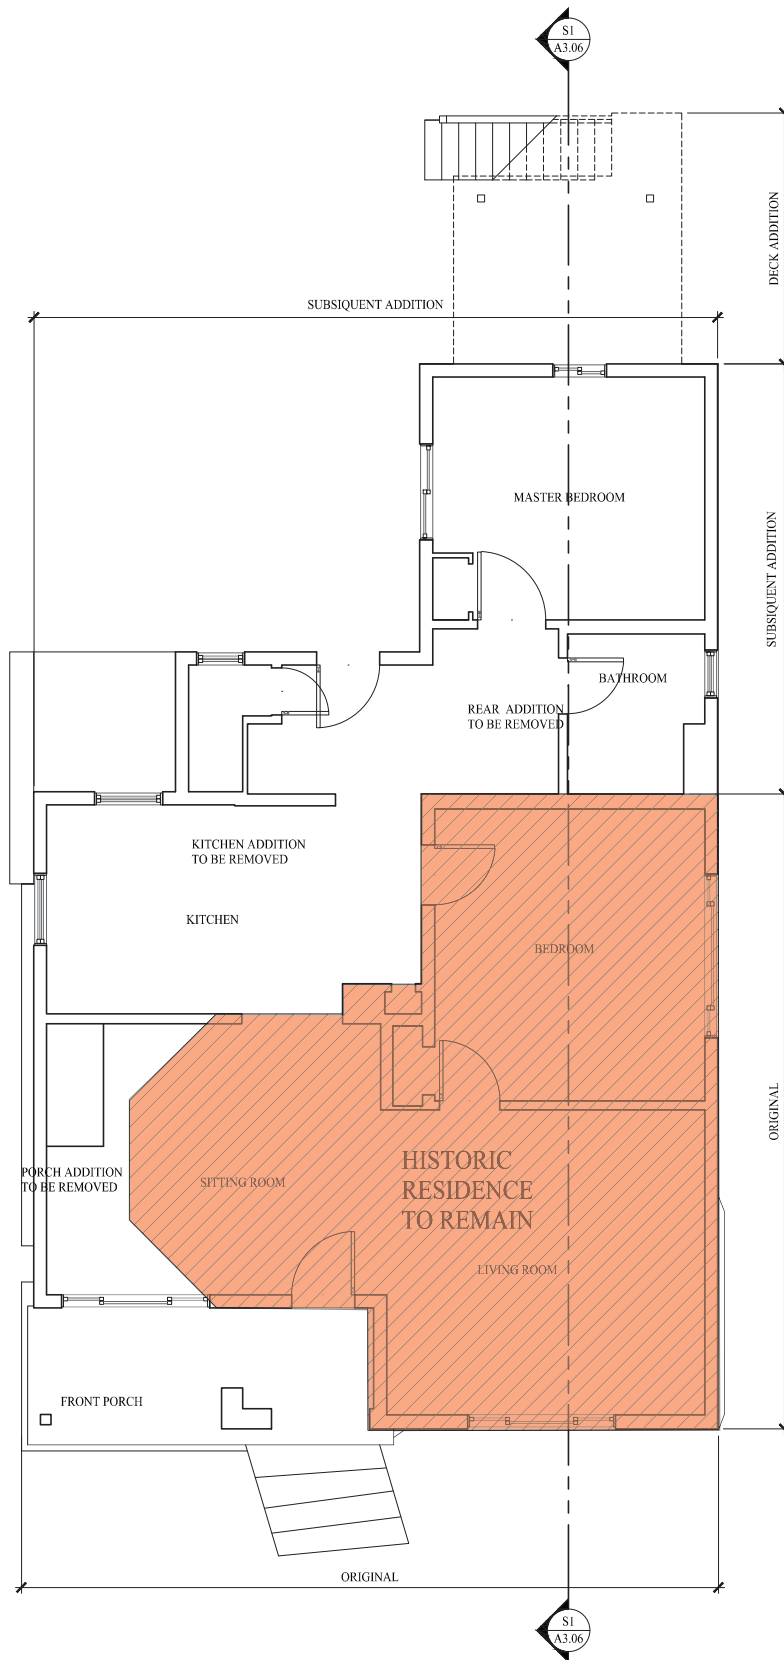 S1
A3.06
DECK ADDITION
SUBSIQUENT ADDITION
MASTER BEDROOM
SUBSIQUENT ADDITION
BATHROOM
REAR ADDITION
TO BE REMOVED
KITCHEN ADDITION
TO BE REMOVED
KITCHEN
BEDROOM
ORIGINAL
PORCH ADDITION
TO BE REMOVED
SITTING ROOM
HISTORIC
RESIDENCE
TO REMAIN
LIVING ROOM
FRONT PORCH
ORIGINAL
S1
A3.06